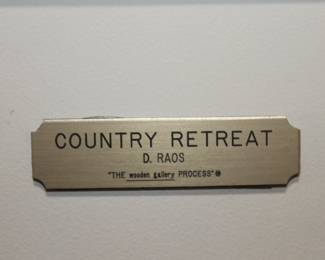 COUNTRY RETREAT
D. RAOS
"THE wooden gallery PROCESS"®